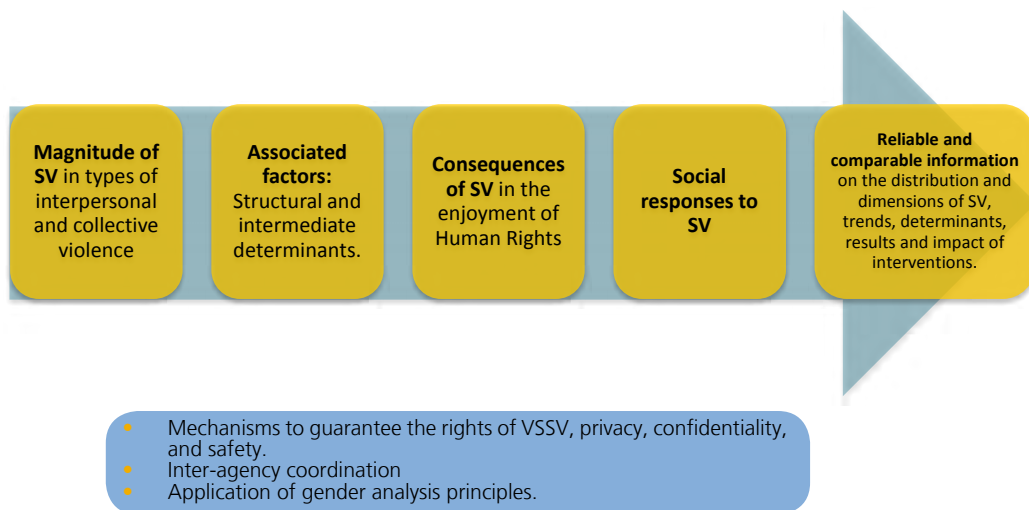 Magnitude of
SV in types of
interpersonal
and collective
violence
Associated
factors:
Structural and
intermediate
determinants.
Consequences
of SV in the
enjoyment of
Human Rights
Social
responses to
SV
Reliable and
comparable information
on the distribution and
dimensions of SV,
trends, determinants,
results and impact of
interventions.
• Mechanisms to guarantee the rights of VSSV, privacy, confidentiality,
and safety.
• Inter-agency coordination
• Application of gender analysis principles.